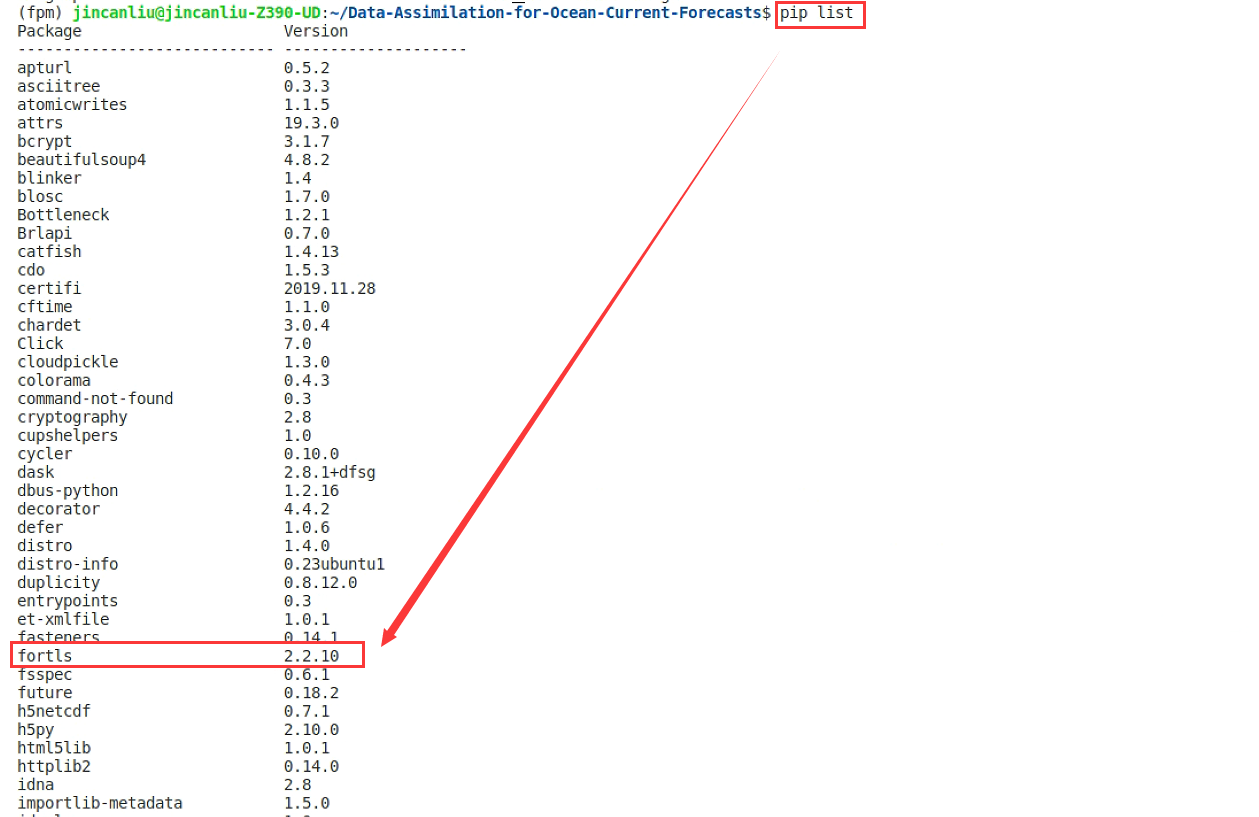 (fpm) jincanliu@jincanliu-Z390-UD:~/Data-Assimilation-for-Ocean-Current-Forecasts$ pip list
Package Version
---------------------------- --------------------
apturl 0.5.2
asciitree 0.3.3
atomicwrites 1.1.5
attrs 19.3.0
bcrypt 3.1.7
beautifulsoup4 4.8.2
blinker 1.4
blosc 1.7.0
Bottleneck 1.2.1
Brlapi 0.7.0
catfish 1.4.13
cdo 1.5.3
certifi 2019.11.28
cftime 1.1.0
chardet 3.0.4
Click 7.0
cloudpickle 1.3.0
colorama 0.4.3
command-not-found 0.3
cryptography 2.8
cupshelpers 1.0
cycler 0.10.0
dask 2.8.1+dfsg
dbus-python 1.2.16
decorator 4.4.2
defer 1.0.6
distro 1.4.0
distro-info 0.23ubuntu1
duplicity 0.8.12.0
entrypoints 0.3
et-xmlfile 1.0.1
fasteners 0.14.1
fortls 2.2.10
fsspec 0.6.1
future 0.18.2
h5netcdf 0.7.1
h5py 2.10.0
html5lib 1.0.1
httplib2 0.14.0
idna 2.8
importlib-metadata 1.5.0